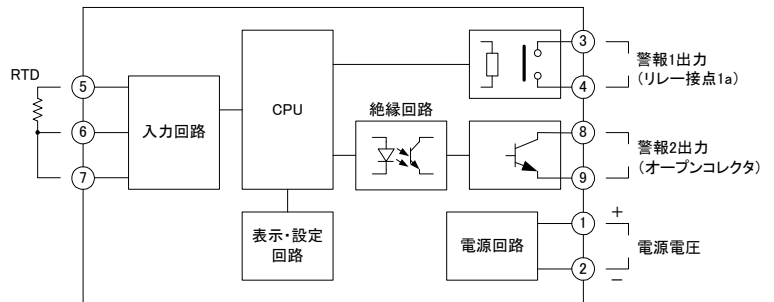 RTD
5
6
7
入力回路
CPU
表示・設定
回路
絶縁回路
電源回路
3
4
警報1出力
(リレー接点1a)
8
9
警報2出力
(オープンコレクタ)
1
2
+
電源電圧
−